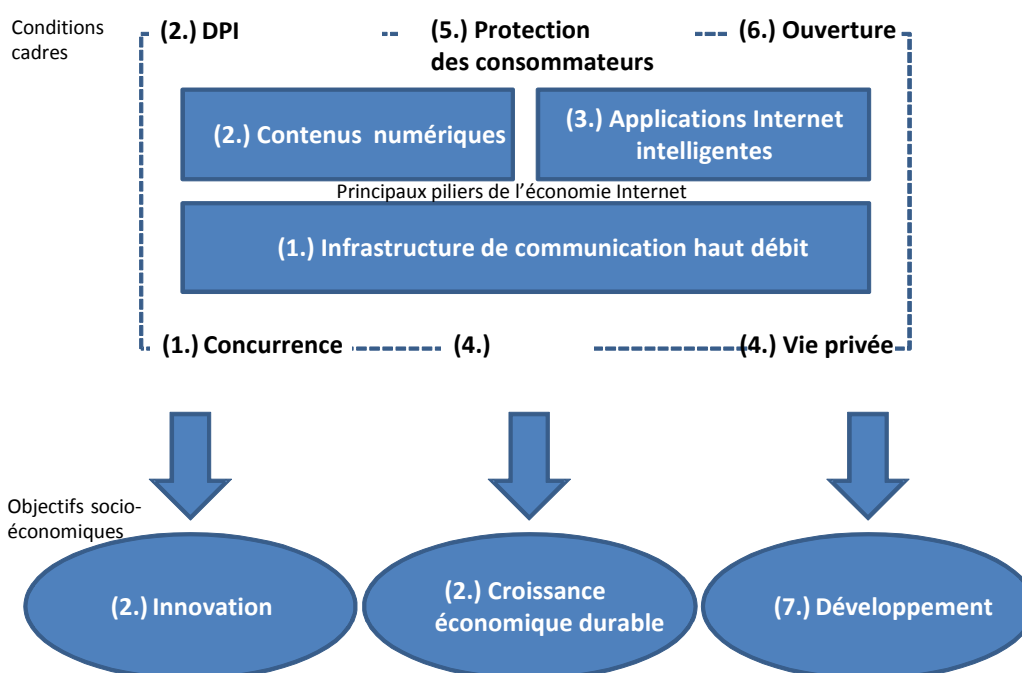 Conditions
cadres
(2.) DPI
(5.) Protection
des consommateurs
(6.) Ouverture
(2.) Contenus numériques
(3.) Applications Internet
intelligentes
Principaux piliers de l’économie Internet
(1.) Infrastructure de communication haut débit
(1.) Concurrence
(4.)
(4.) Vie privée
Objectifs socio-
économiques
(2.) Innovation
(2.) Croissance
économique durable
(7.) Développement